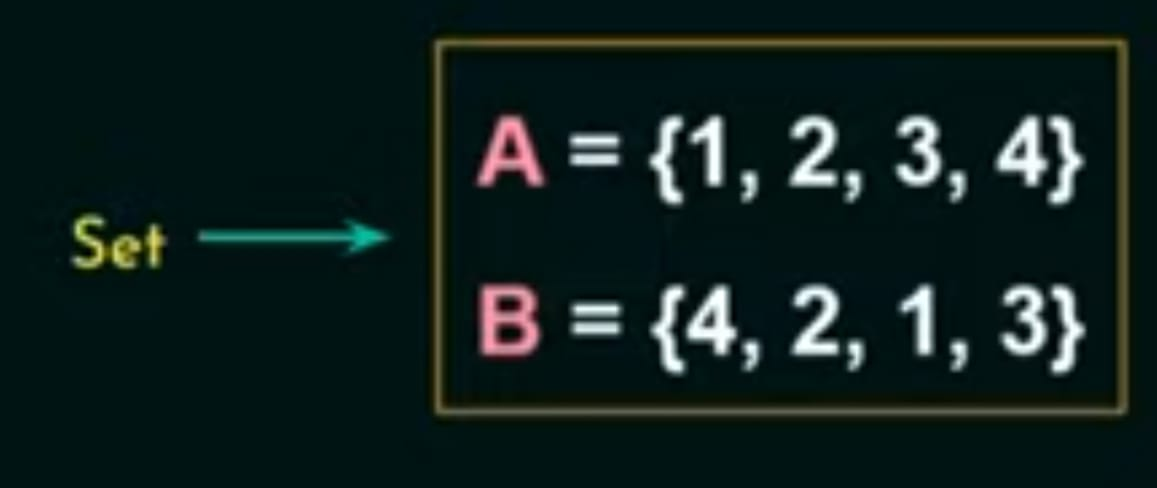 Set
A = {1, 2, 3, 4}
B = {4, 2, 1, 3}